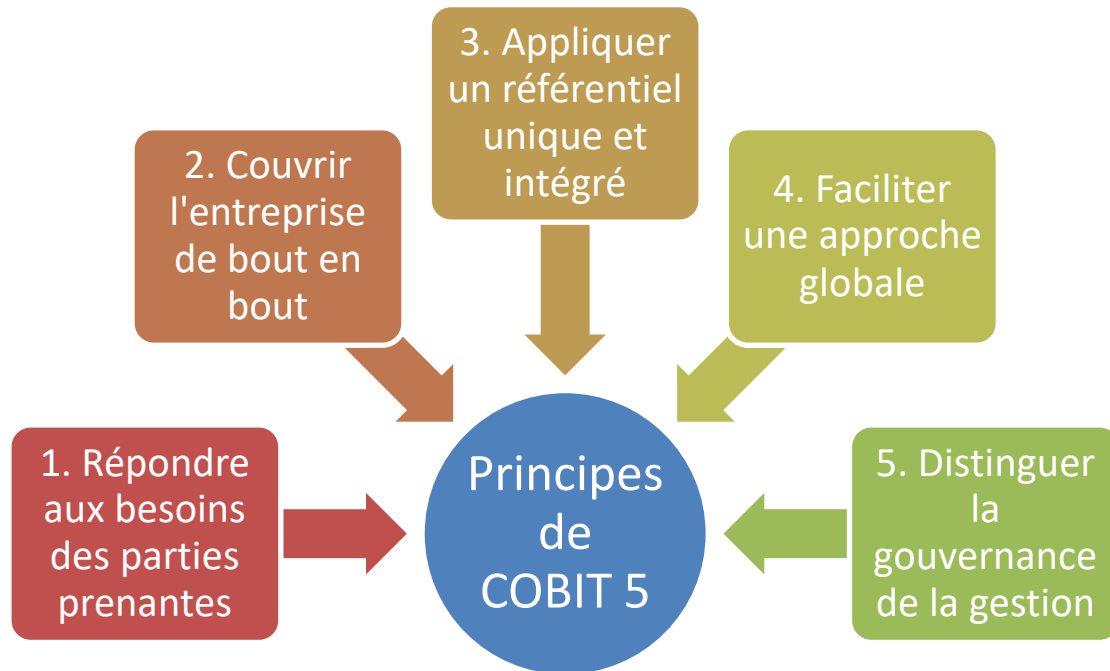 1. Répondre
aux besoins
des parties
prenantes
2. Couvrir
l'entreprise
de bout en
bout
3. Appliquer
un référentiel
unique et
intégré
4. Faciliter
une approche
globale
5. Distinguer
la
gouvernance
de la gestion
Principes
de
COBIT 5